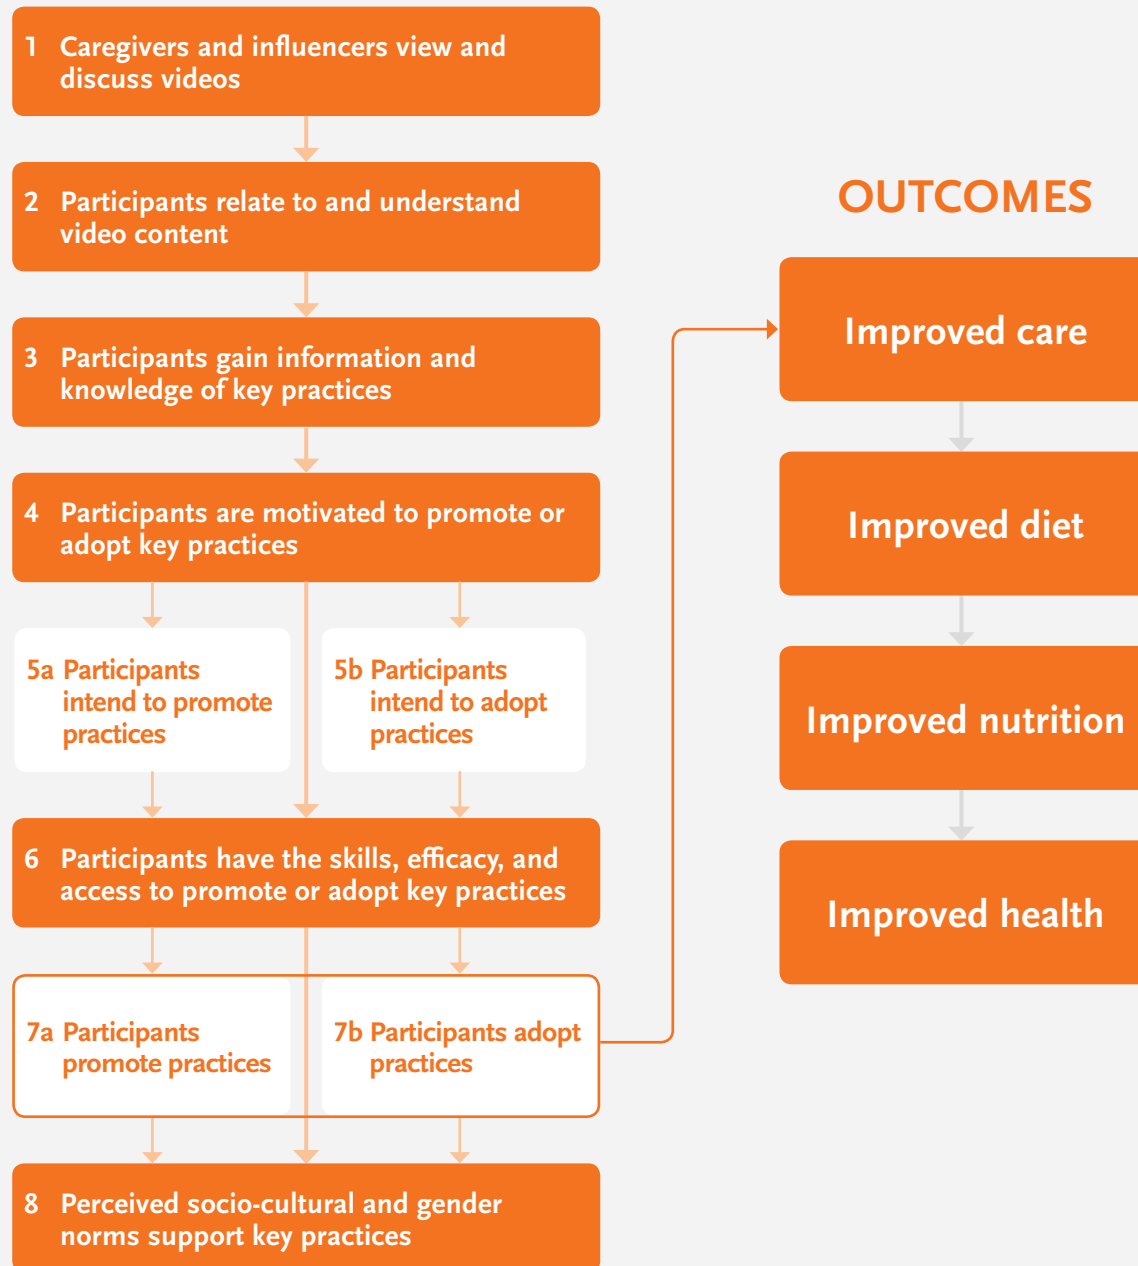 1 Caregivers and influencers view and
discuss videos
2 Participants relate to and understand
video content
3 Participants gain information and
knowledge of key practices
4 Participants are motivated to promote or
adopt key practices
5a Participants
intend to promote
practices
5b Participants
intend to adopt
practices
6 Participants have the skills, efficacy, and
access to promote or adopt key practices
7a Participants
promote practices
7b Participants adopt
practices
8 Perceived socio-cultural and gender
norms support key practices
OUTCOMES
Improved care
Improved diet
Improved nutrition
Improved health